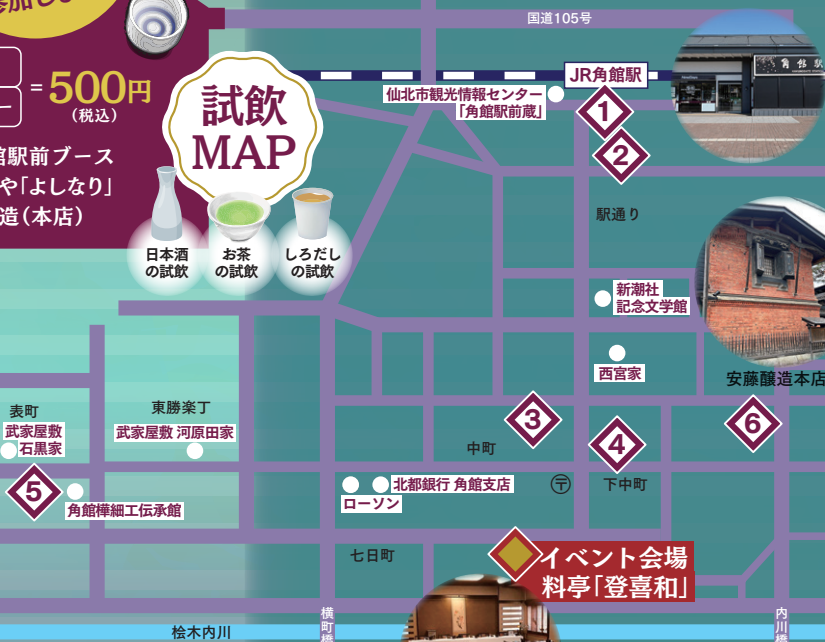 参加し
= 500円
(税込)
館駅前ブース
や「よしなり」
造(本店)
試飲
MAP
日本酒
の試飲
お茶
の試飲
しろだし
の試飲
国道105号
JR角館駅
仙北市観光情報センター
「角館駅前蔵」
1
2
角館駅
駅通り
新潮社
記念文学館
西宮家
安藤醸造本店
表町
武家屋敷
石黒家
5
角館樺細工伝承館
東勝楽丁
武家屋敷 河原田家
3
中町
4
下中町
6
北都銀行 角館支店
ローソン
〒
七日町
イベント会場
料亭「登喜和」
横町橋
内川橋
桧木内川